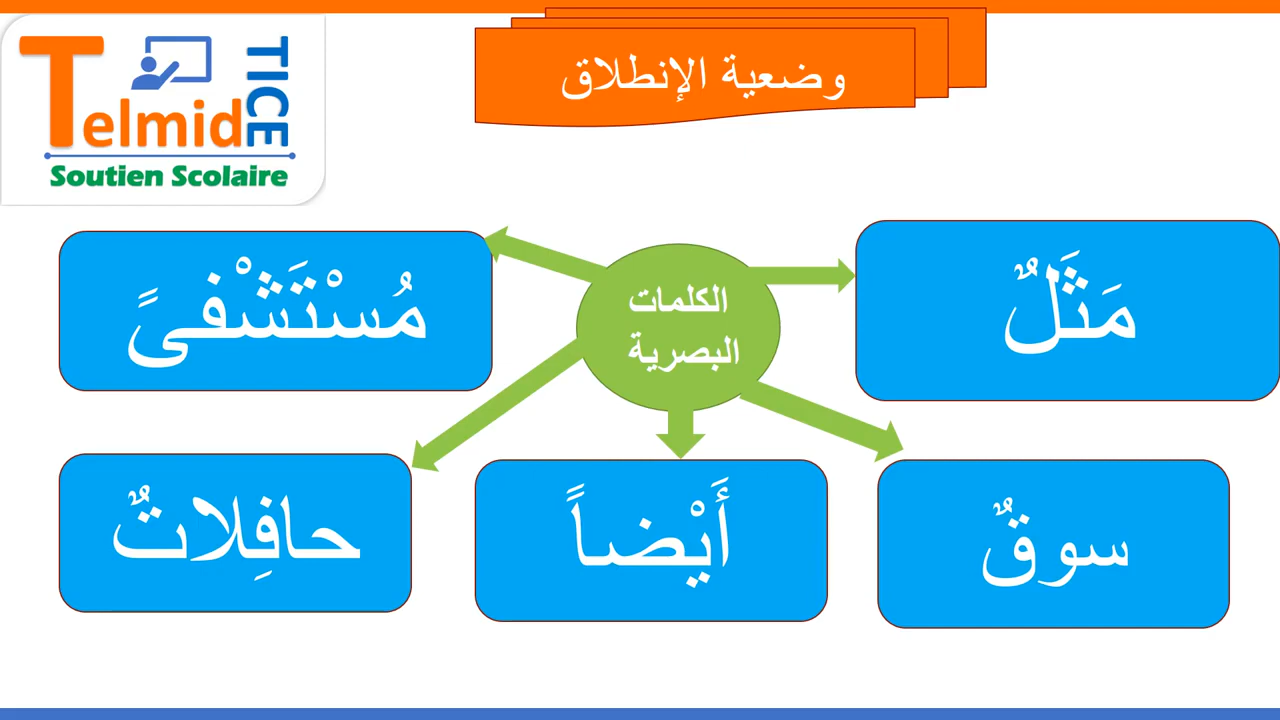 Telmid TICE
Soutien Scolaire
وضعية الإنطلاق
الكلمات
البصرية
مَثَلٌ
مُسْتَشْفىً
سوقٌ
أَيْضاً
حافِلاتٌ